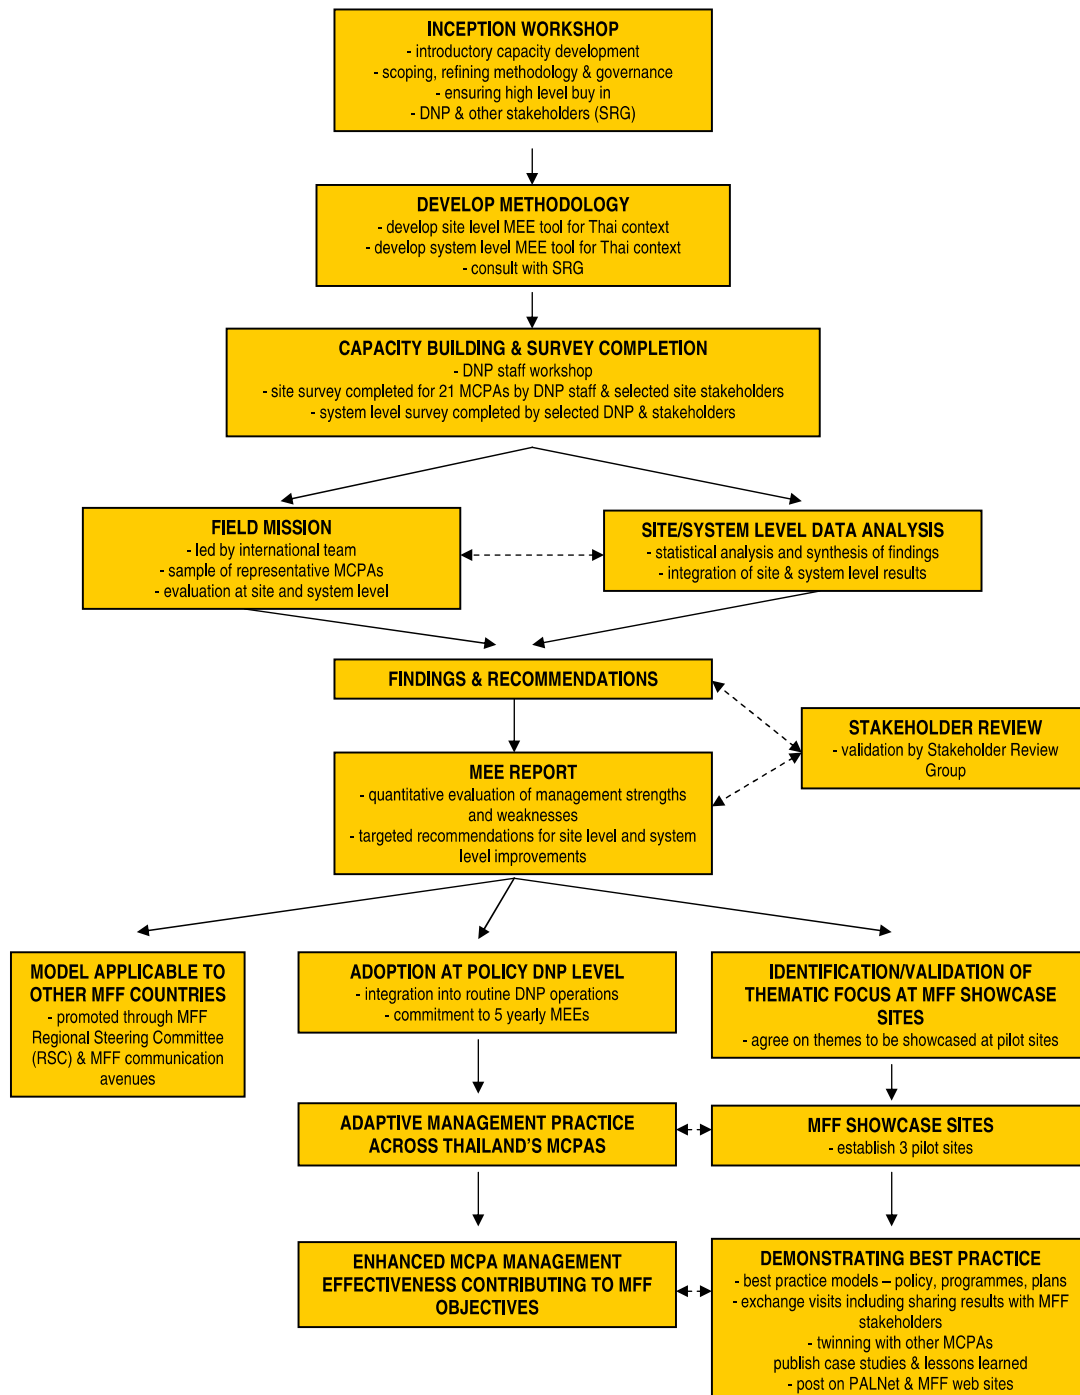 INCEPTION WORKSHOP
- introductory capacity development
- scoping, refining methodology & governance
- ensuring high level buy in
- DNP & other stakeholders (SRG)
DEVELOP METHODOLOGY
- develop site level MEE tool for Thai context
- develop system level MEE tool for Thai context
- consult with SRG
CAPACITY BUILDING & SURVEY COMPLETION
- DNP staff workshop
- site survey completed for 21 MCPAs by DNP staff & selected site stakeholders
- system level survey completed by selected DNP & stakeholders
FIELD MISSION
- led by international team
- sample of representative MCPAs
- evaluation at site and system level
SITE/SYSTEM LEVEL DATA ANALYSIS
- statistical analysis and synthesis of findings
- integration of site & system level results
FINDINGS & RECOMMENDATIONS
STAKEHOLDER REVIEW
- validation by Stakeholder Review
Group
MEE REPORT
- quantitative evaluation of management strengths
and weaknesses
- targeted recommendations for site level and system
level improvements
MODEL APPLICABLE TO
OTHER MFF COUNTRIES
- promoted through MFF
Regional Steering Committee
(RSC) & MFF communication
avenues
ADOPTION AT POLICY DNP LEVEL
- integration into routine DNP operations
- commitment to 5 yearly MEEs
IDENTIFICATION/VALIDATION OF
THEMATIC FOCUS AT MFF SHOWCASE
SITES
- agree on themes to be showcased at pilot sites
ADAPTIVE MANAGEMENT PRACTICE
ACROSS THAILAND'S MCPAS
MFF SHOWCASE SITES
- establish 3 pilot sites
ENHANCED MCPA MANAGEMENT
EFFECTIVENESS CONTRIBUTING TO MFF
OBJECTIVES
DEMONSTRATING BEST PRACTICE
- best practice models – policy, programmes, plans
- exchange visits including sharing results with MFF
stakeholders
- twinning with other MCPAs
publish case studies & lessons learned
- post on PALNet & MFF web sites